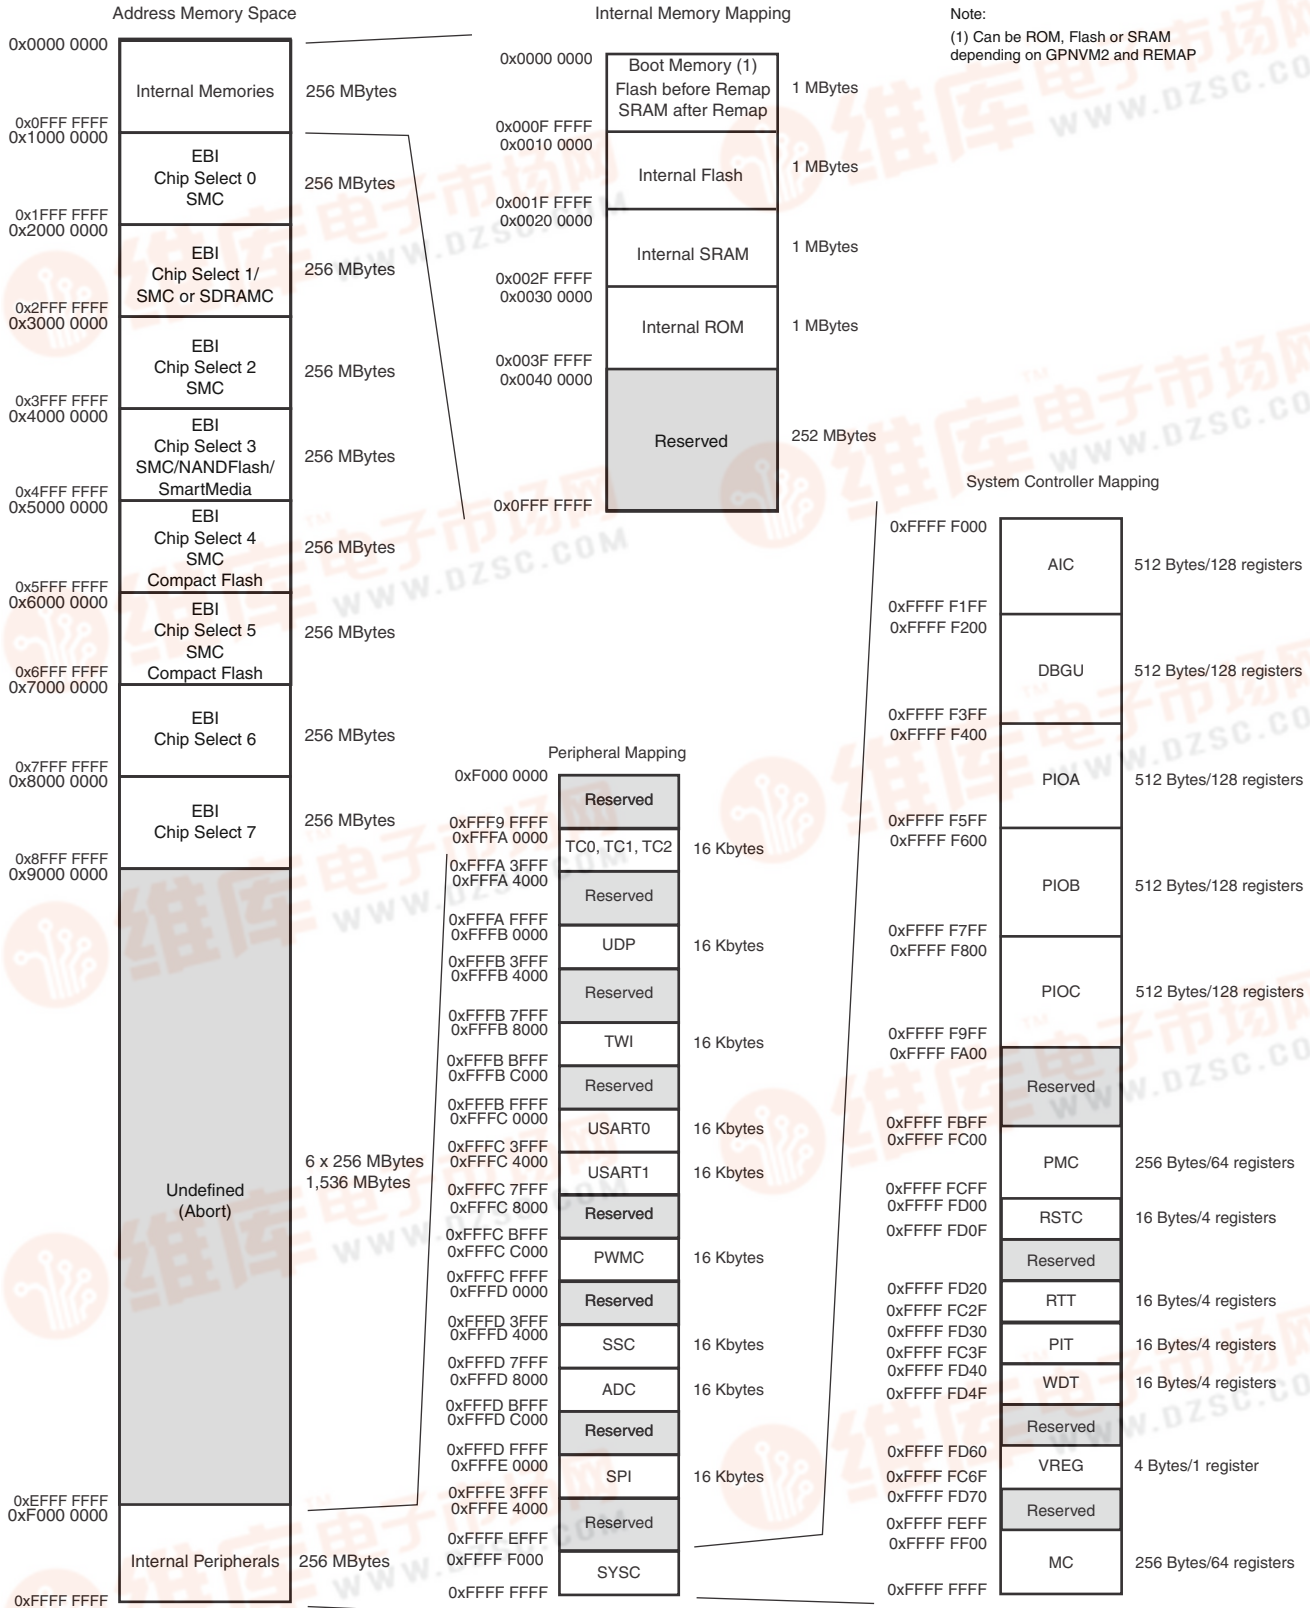 Address Memory Space
0x0000 0000
Internal Memories
256 MBytes
0x0FFF FFFF
0x1000 0000
EBI
Chip Select 0
SMC
256 MBytes
0x1FFF FFFF
0x2000 0000
EBI
Chip Select 1/
SMC or SDRAMC
256 MBytes
0x2FFF FFFF
0x3000 0000
EBI
Chip Select 2
SMC
256 MBytes
0x3FFF FFFF
0x4000 0000
EBI
Chip Select 3
SMC/NANDFlash/
SmartMedia
256 MBytes
0x4FFF FFFF
0x5000 0000
EBI
Chip Select 4
SMC
Compact Flash
256 MBytes
0x5FFF FFFF
0x6000 0000
EBI
Chip Select 5
SMC
Compact Flash
256 MBytes
0x6FFF FFFF
0x7000 0000
EBI
Chip Select 6
256 MBytes
0x7FFF FFFF
0x8000 0000
EBI
Chip Select 7
256 MBytes
0x8FFF FFFF
0x9000 0000
Undefined
(Abort)
6 x 256 MBytes
1,536 MBytes
0xEFFF FFFF
0xF000 0000
Internal Peripherals
256 MBytes
0xFFFF FFFF
Internal Memory Mapping
0x0000 0000
Boot Memory (1)
Flash before Remap
SRAM after Remap
1 MBytes
0x000F FFFF
0x0010 0000
Internal Flash
1 MBytes
0x001F FFFF
0x0020 0000
Internal SRAM
1 MBytes
0x002F FFFF
0x0030 0000
Internal ROM
1 MBytes
0x003F FFFF
0x0040 0000
Reserved
252 MBytes
0x0FFF FFFF
Note:
(1) Can be ROM, Flash or SRAM
depending on GPNVM2 and REMAP
Peripheral Mapping
0xF000 0000
Reserved
0xFFF9 FFFF
0xFFFA 0000
TC0, TC1, TC2
16 Kbytes
0xFFFA 3FFF
0xFFFA 4000
Reserved
0xFFFA FFFF
0xFFFB 0000
UDP
16 Kbytes
0xFFFB 3FFF
0xFFFB 4000
Reserved
0xFFFB 7FFF
0xFFFB 8000
TWI
16 Kbytes
0xFFFB BFFF
0xFFFB C000
Reserved
0xFFFB FFFF
0xFFFC 0000
USART0
16 Kbytes
0xFFFC 3FFF
0xFFFC 4000
USART1
16 Kbytes
0xFFFC 7FFF
0xFFFC 8000
Reserved
0xFFFC BFFF
0xFFFC C000
PWMC
16 Kbytes
0xFFFC FFFF
0xFFFD 0000
Reserved
0xFFFD 3FFF
0xFFFD 4000
SSC
16 Kbytes
0xFFFD 7FFF
0xFFFD 8000
ADC
16 Kbytes
0xFFFD BFFF
0xFFFD C000
Reserved
0xFFFD FFFF
0xFFFE 0000
SPI
16 Kbytes
0xFFFE 3FFF
0xFFFE 4000
Reserved
0xFFFF EFFF
0xFFFF F000
SYSC
0xFFFF FFFF
System Controller Mapping
0xFFFF F000
AIC
512 Bytes/128 registers
0xFFFF F1FF
0xFFFF F200
DBGU
512 Bytes/128 registers
0xFFFF F3FF
0xFFFF F400
PIOA
512 Bytes/128 registers
0xFFFF F5FF
0xFFFF F600
PIOB
512 Bytes/128 registers
0xFFFF F7FF
0xFFFF F800
PIOC
512 Bytes/128 registers
0xFFFF F9FF
0xFFFF FA00
Reserved
0xFFFF FBFF
0xFFFF FC00
PMC
256 Bytes/64 registers
0xFFFF FCFF
0xFFFF FD00
RSTC
16 Bytes/4 registers
0xFFFF FD0F
Reserved
0xFFFF FD20
RTT
16 Bytes/4 registers
0xFFFF FC2F
0xFFFF FD30
PIT
16 Bytes/4 registers
0xFFFF FC3F
0xFFFF FD40
WDT
16 Bytes/4 registers
0xFFFF FD4F
Reserved
0xFFFF FD60
VREG
4 Bytes/1 register
0xFFFF FC6F
0xFFFF FD70
Reserved
0xFFFF FEFF
0xFFFF FF00
MC
256 Bytes/64 registers
0xFFFF FFFF
维库电子市场网
WWW.DZSC.COM